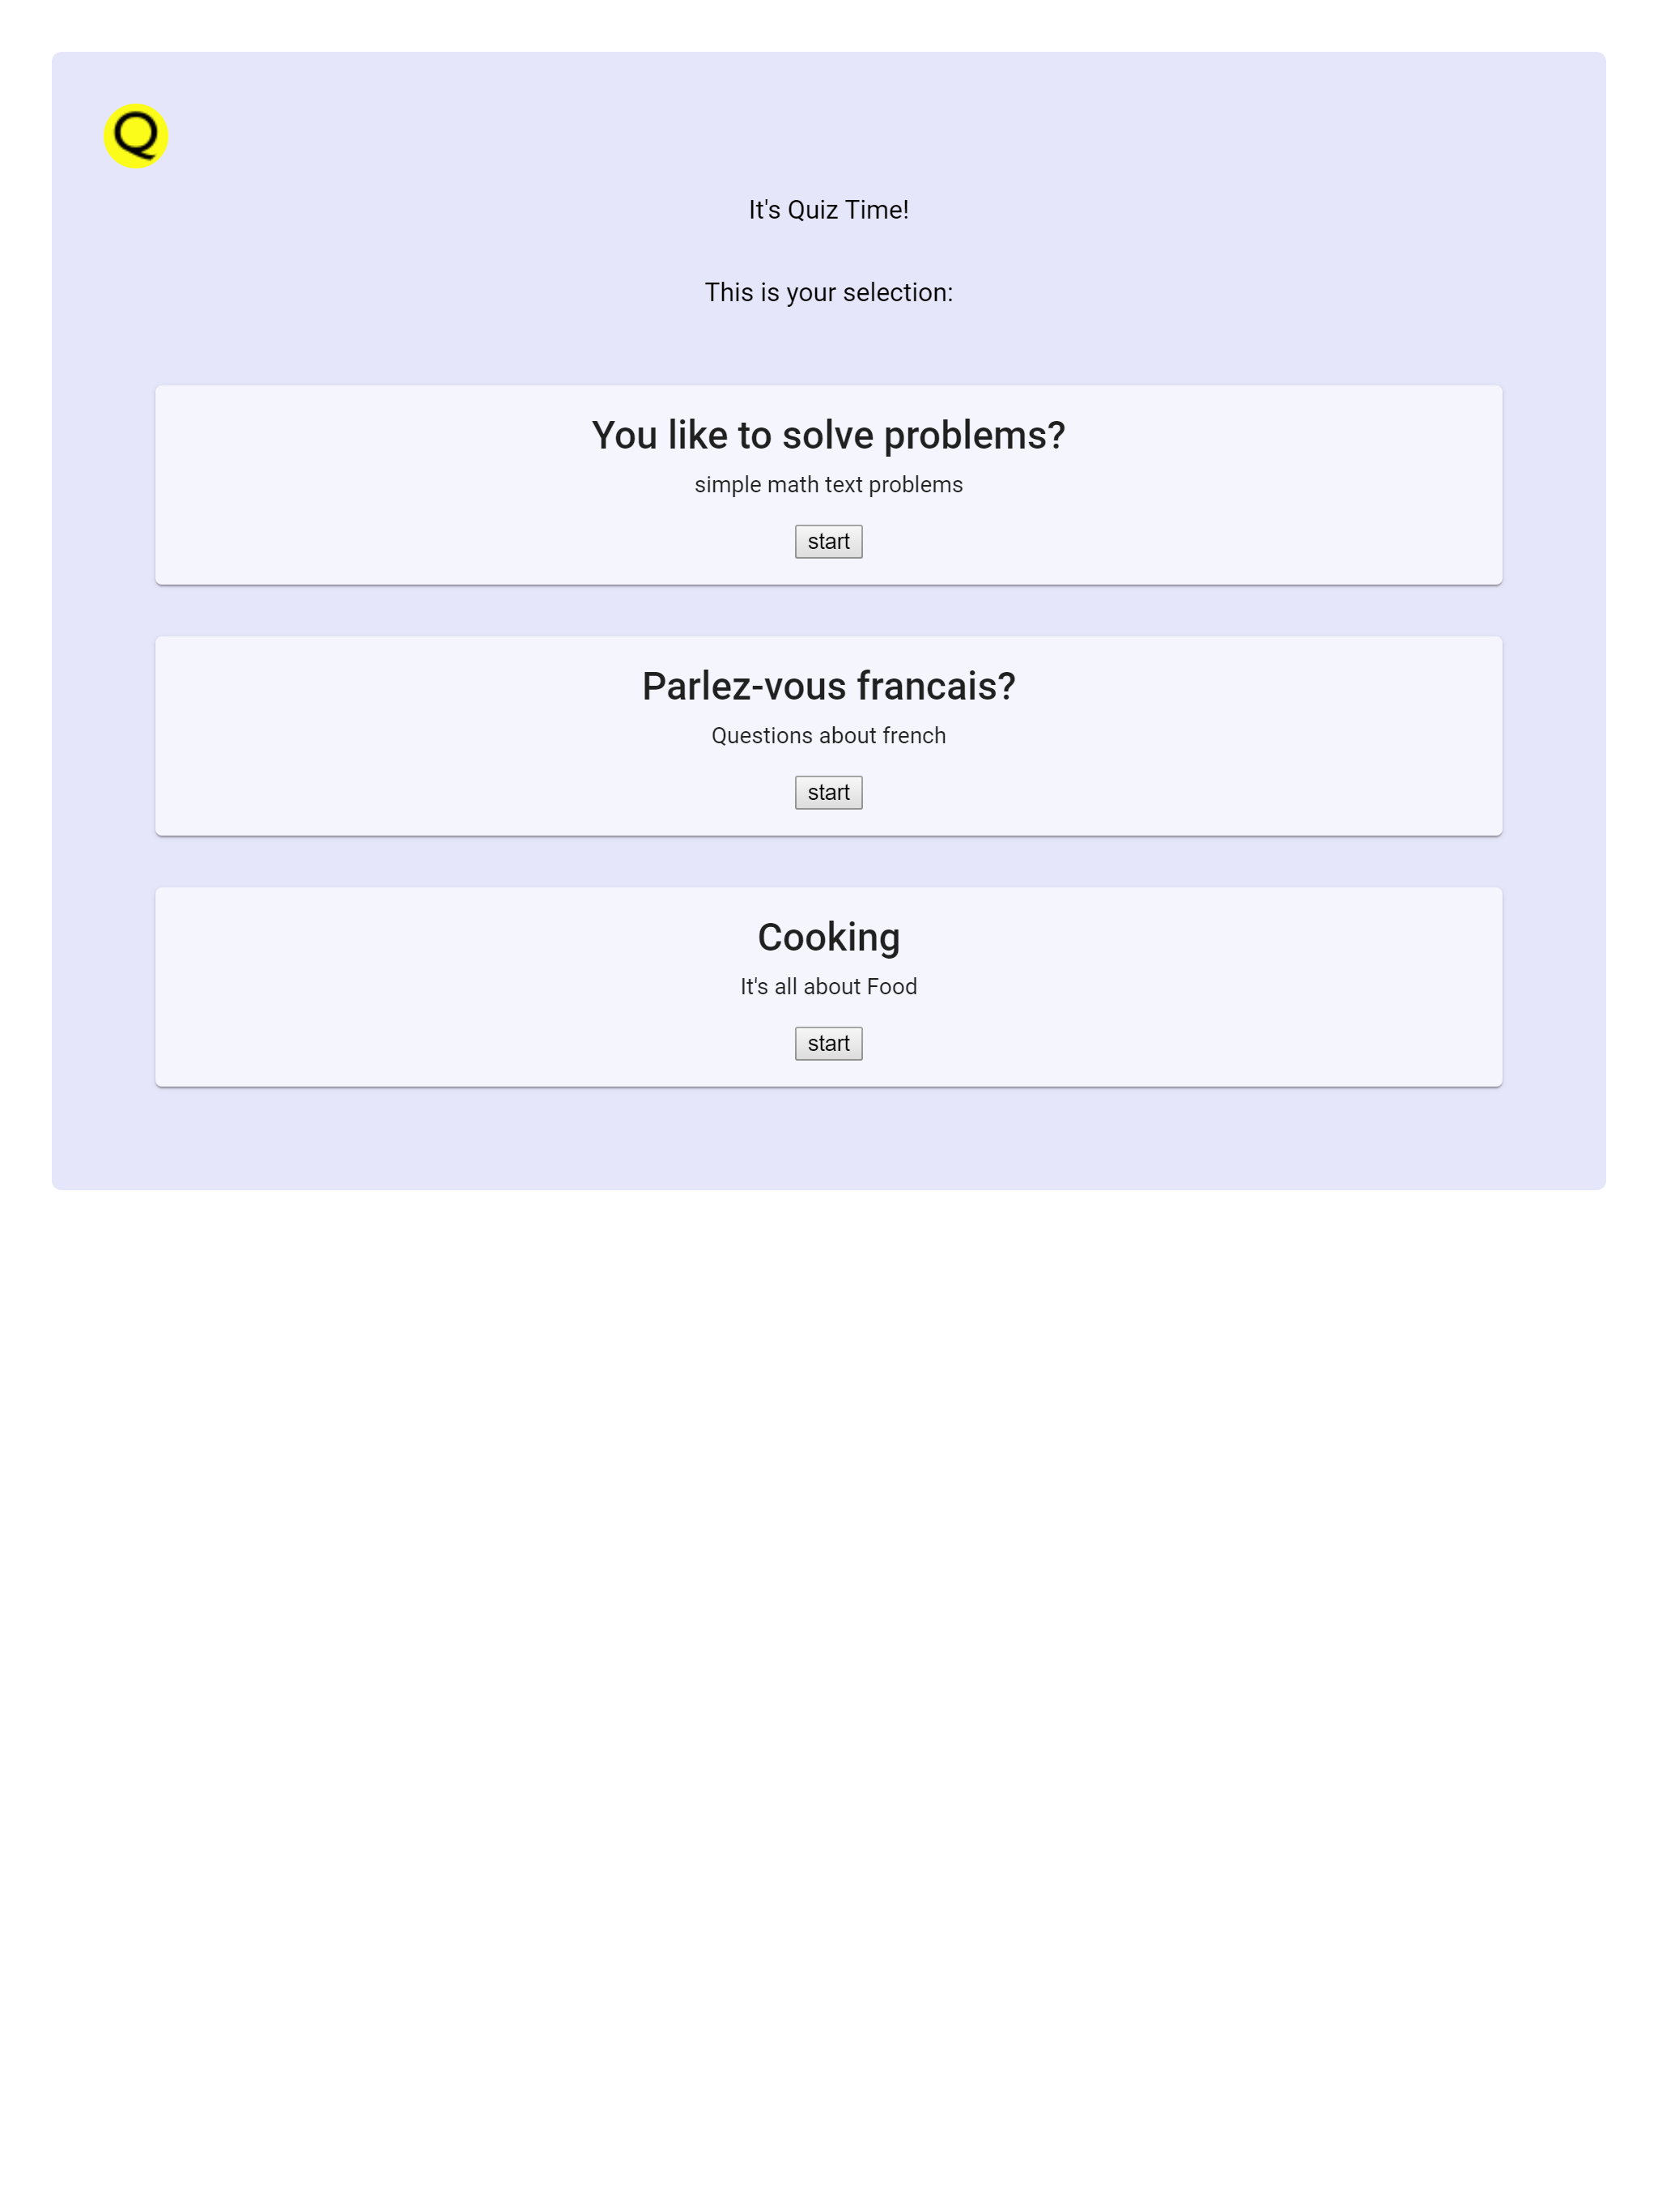 Q
It's Quiz Time!
This is your selection:
You like to solve problems?
simple math text problems
start
Parlez-vous francais?
Questions about french
start
Cooking
It's all about Food
start